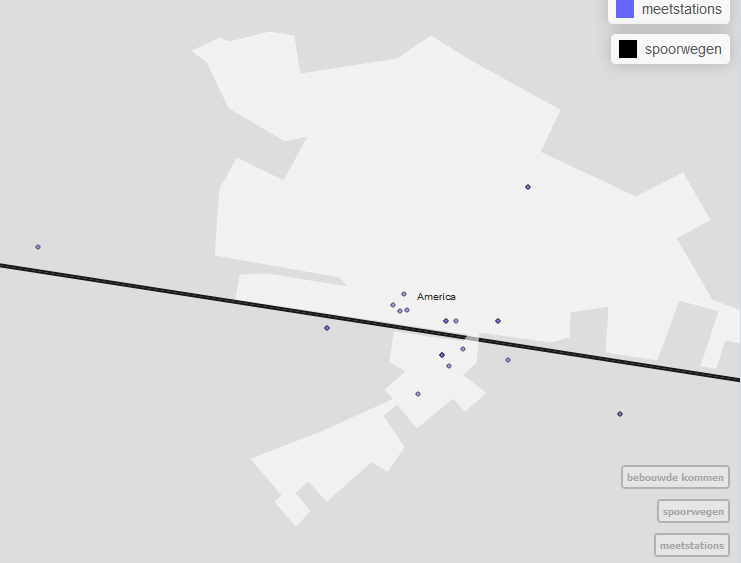 meetstations
spoorwegen
America
bebouwde kommen
spoorwegen
meetstations